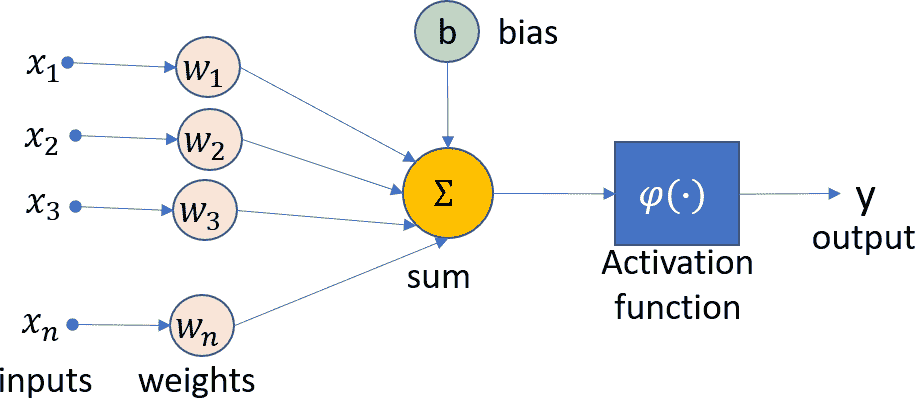 b bias
x₁ w₁
x₂ w₂
x₃ w₃
Σ
φ(·)
y
output
sum
Activation
function
xₙ wₙ
inputs weights